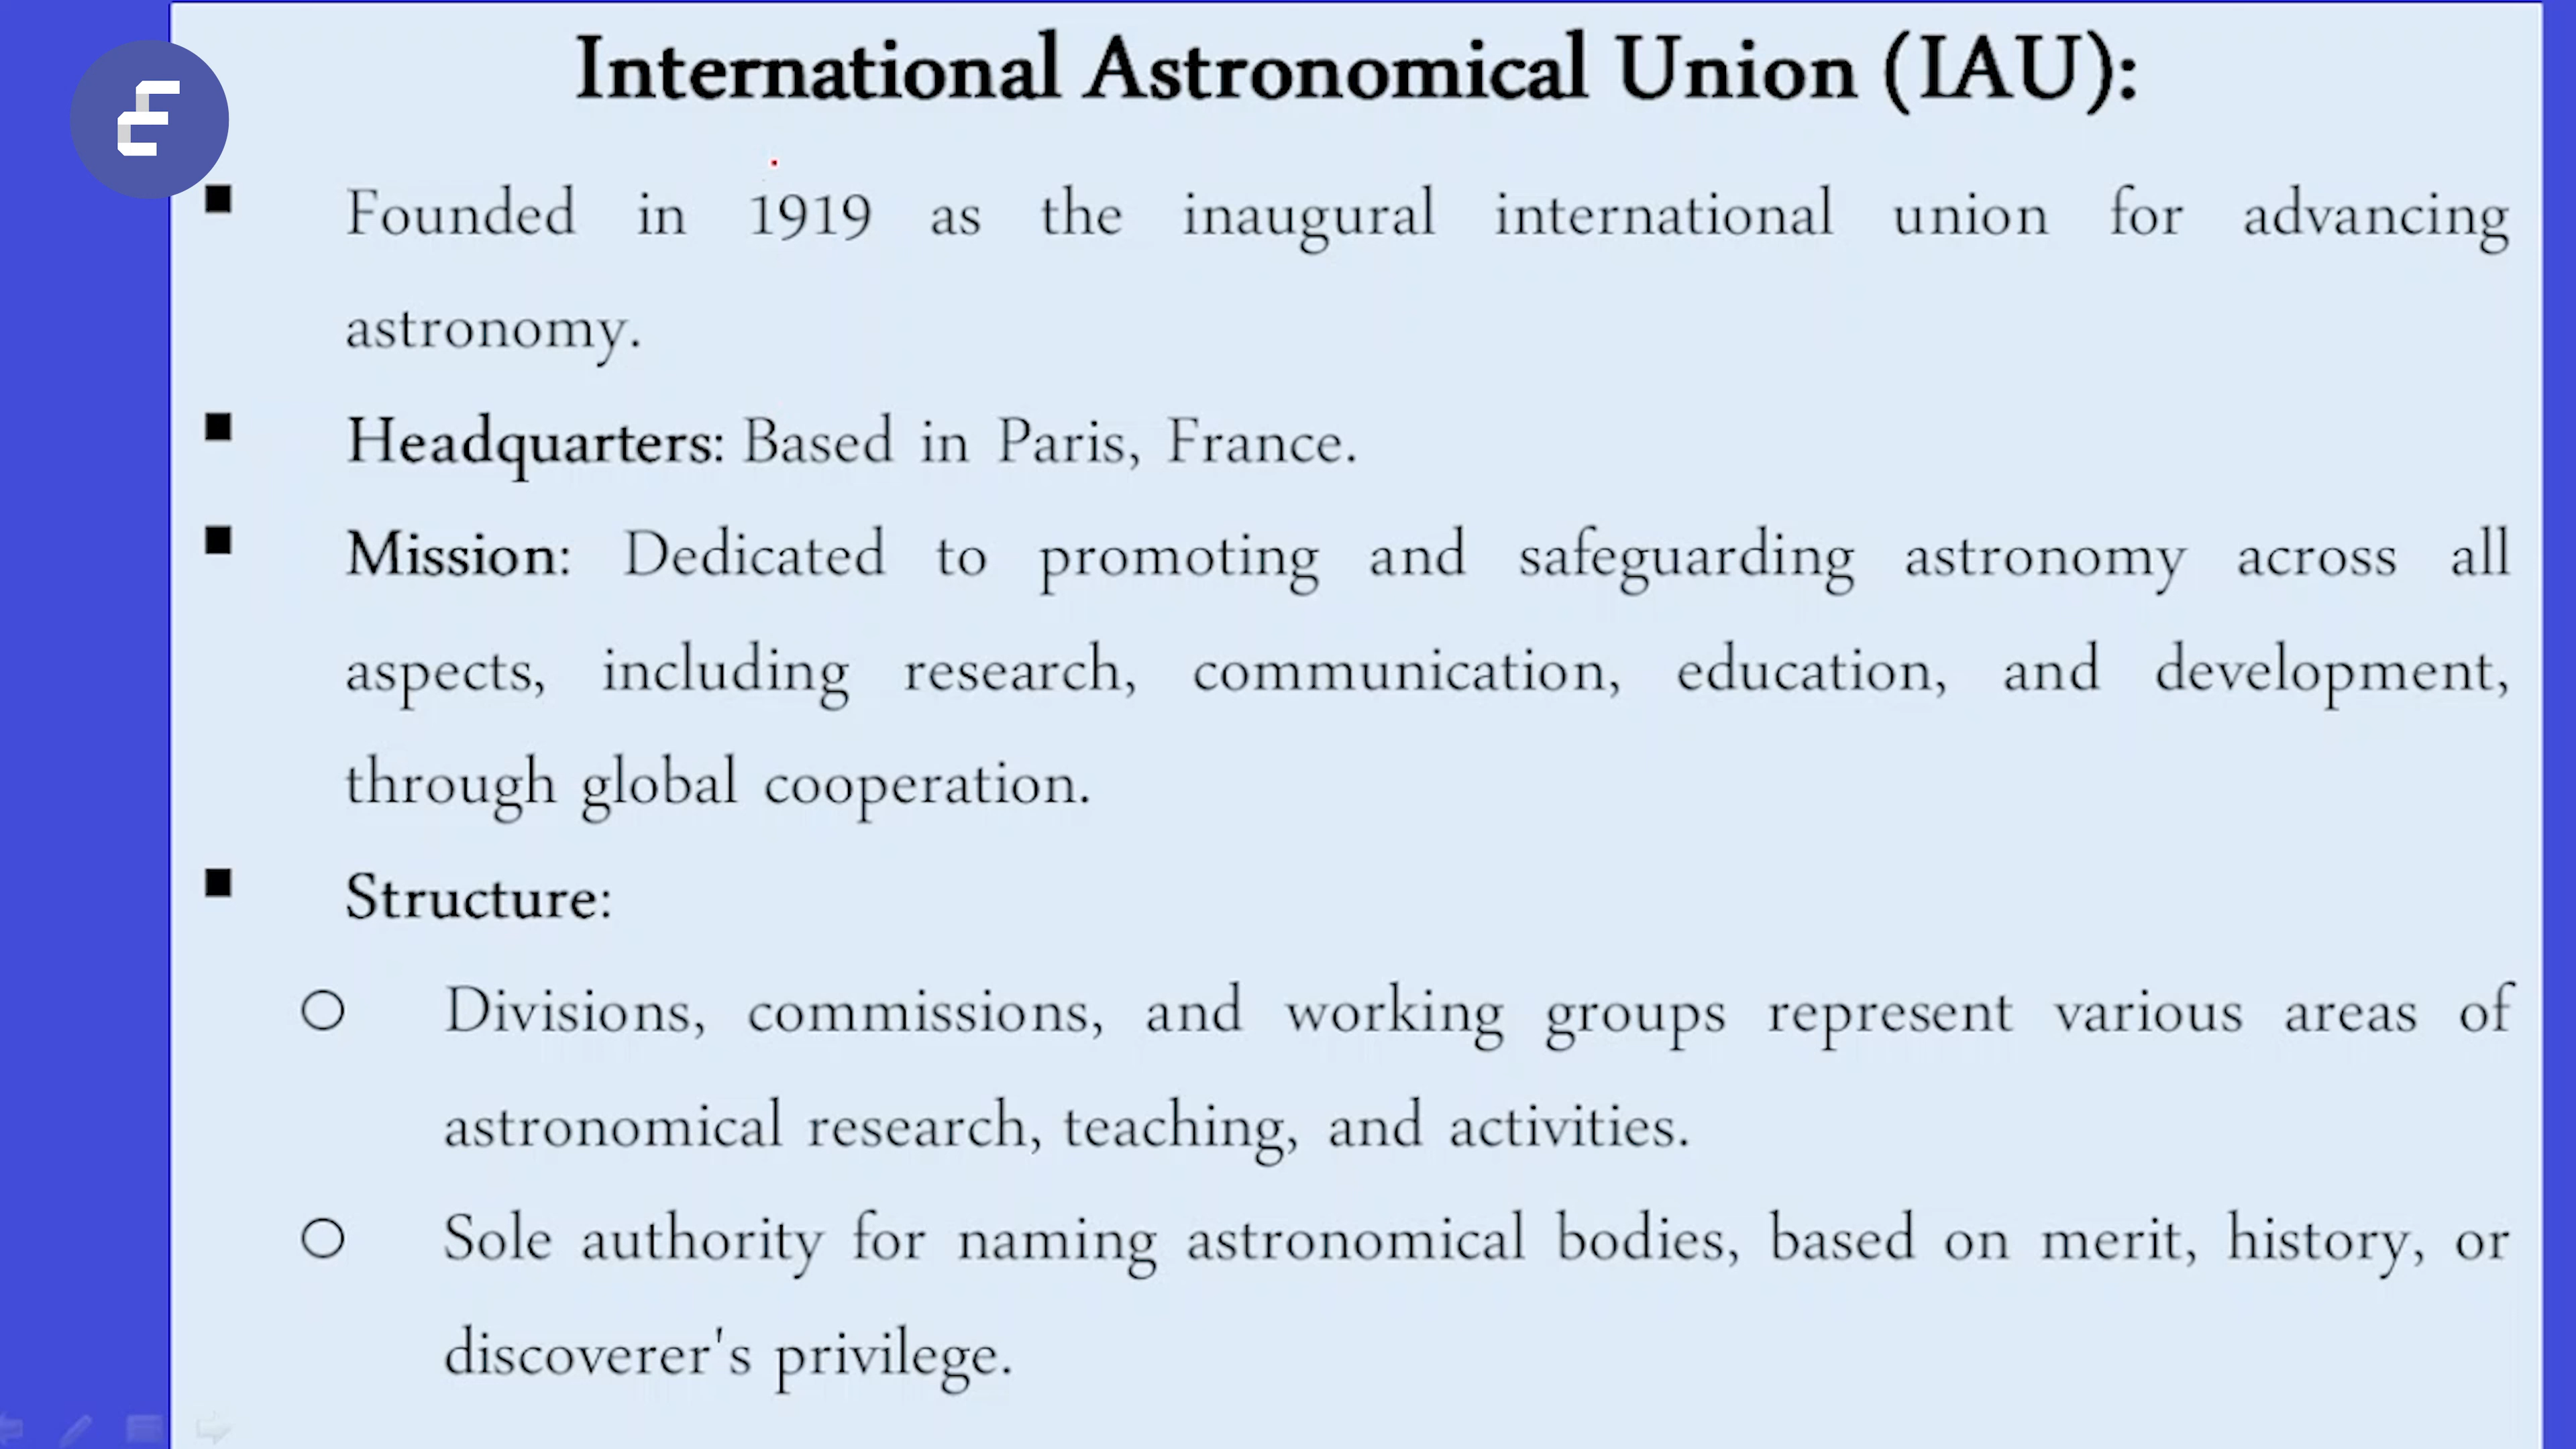 International Astronomical Union (IAU):
Founded in 1919 as the inaugural international union for advancing
astronomy.
Headquarters: Based in Paris, France.
Mission: Dedicated to promoting and safeguarding astronomy across all
aspects, including research, communication, education, and development,
through global cooperation.
Structure:
Divisions, commissions, and working groups represent various areas of
astronomical research, teaching, and activities.
Sole authority for naming astronomical bodies, based on merit, history, or
discoverer's privilege.